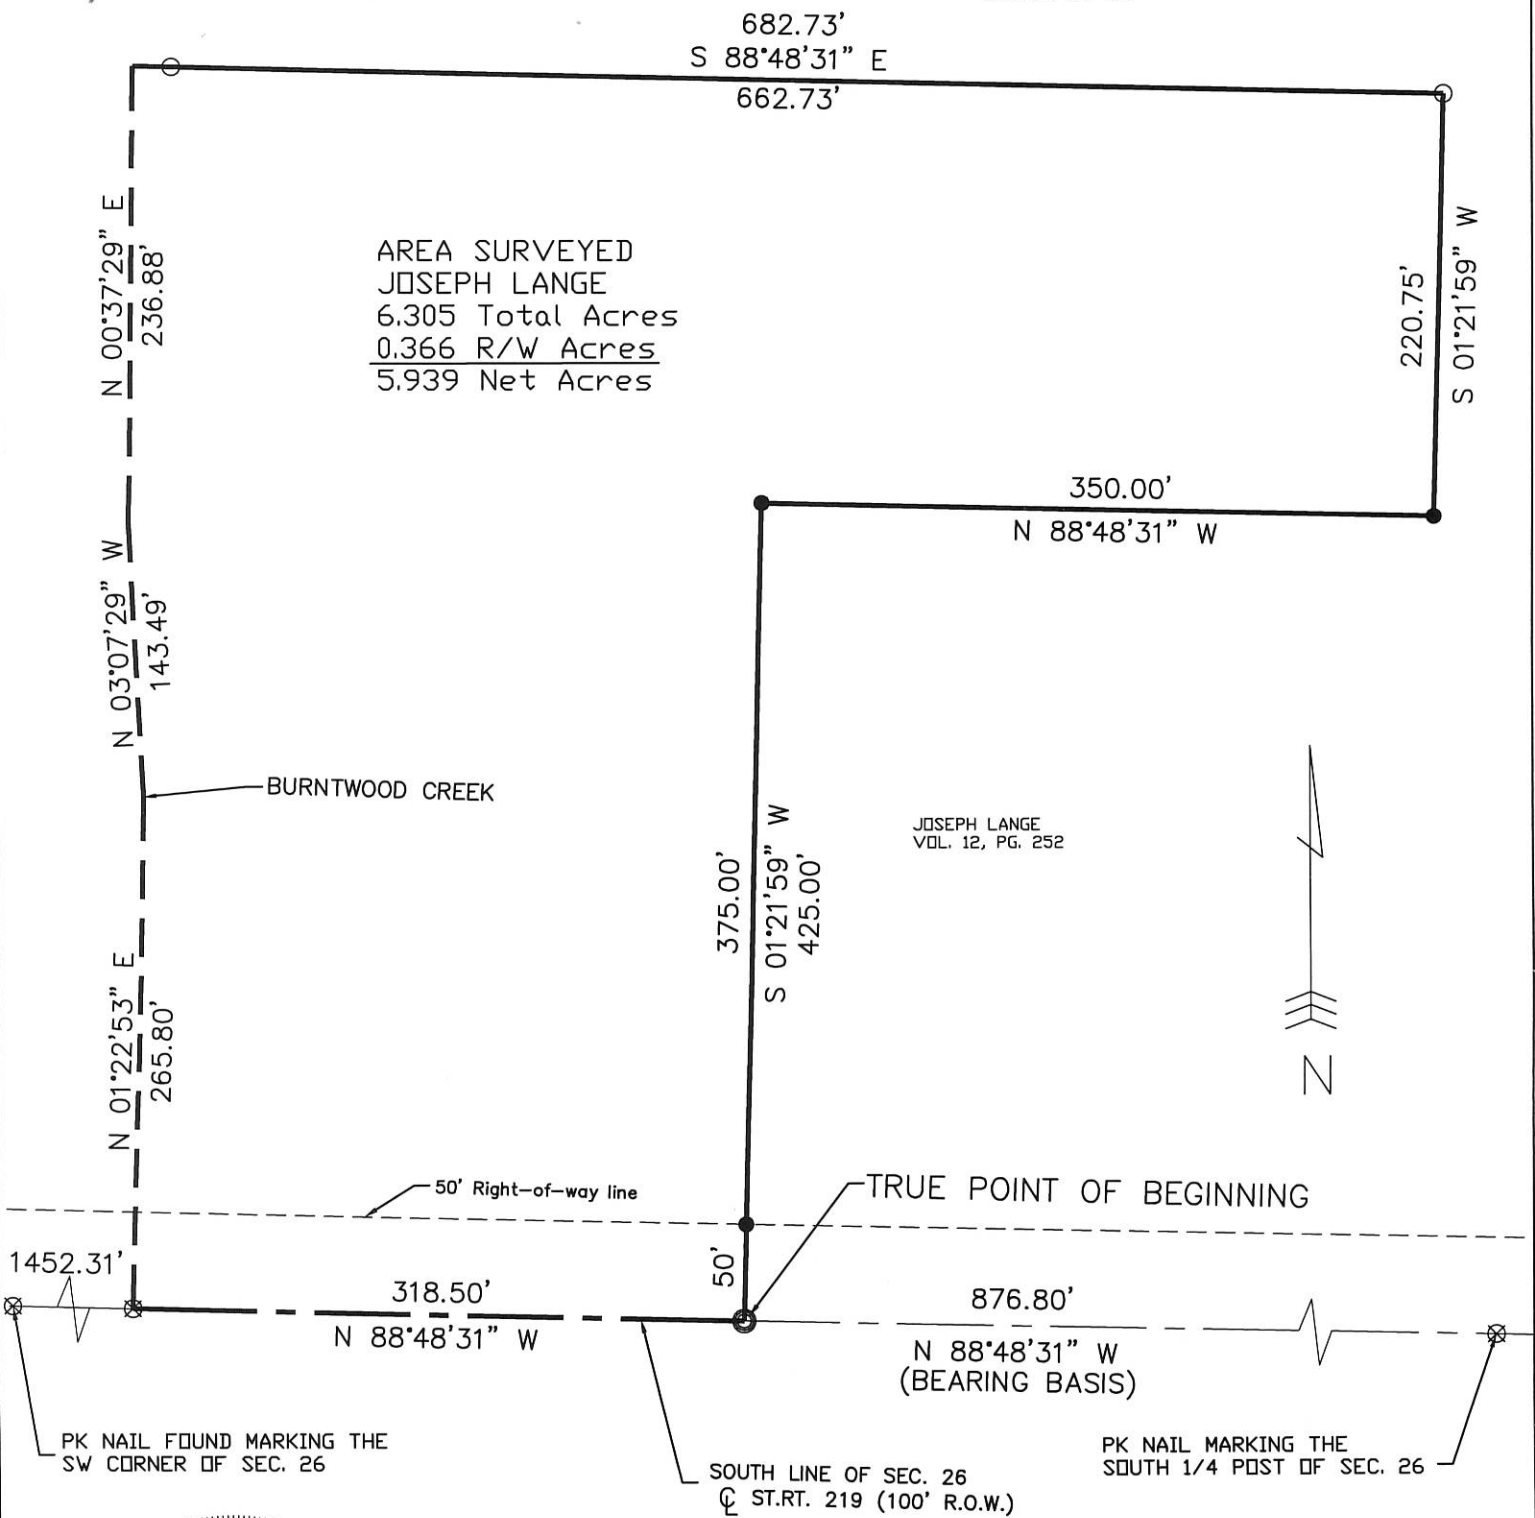 682.73'
S 88°48'31" E
662.73'
N 00°37'29" E
236.88'
AREA SURVEYED
JOSEPH LANGE
6.305 Total Acres
0.366 R/W Acres
5.939 Net Acres
220.75'
S 01°21'59" W
350.00'
N 88°48'31" W
N 03°07'29" W
143.49'
BURNTWOOD CREEK
JOSEPH LANGE
VOL. 12, PG. 252
375.00'
S 01°21'59" W
425.00'
N 01°22'53" E
265.80'
N
50' Right-of-way line
TRUE POINT OF BEGINNING
1452.31'
318.50'
N 88°48'31" W
50'
876.80'
N 88°48'31" W
(BEARING BASIS)
PK NAIL FOUND MARKING THE
SW CORNER OF SEC. 26
SOUTH LINE OF SEC. 26
℄ ST.RT. 219 (100' R.O.W.)
PK NAIL MARKING THE
SOUTH 1/4 POST OF SEC. 26